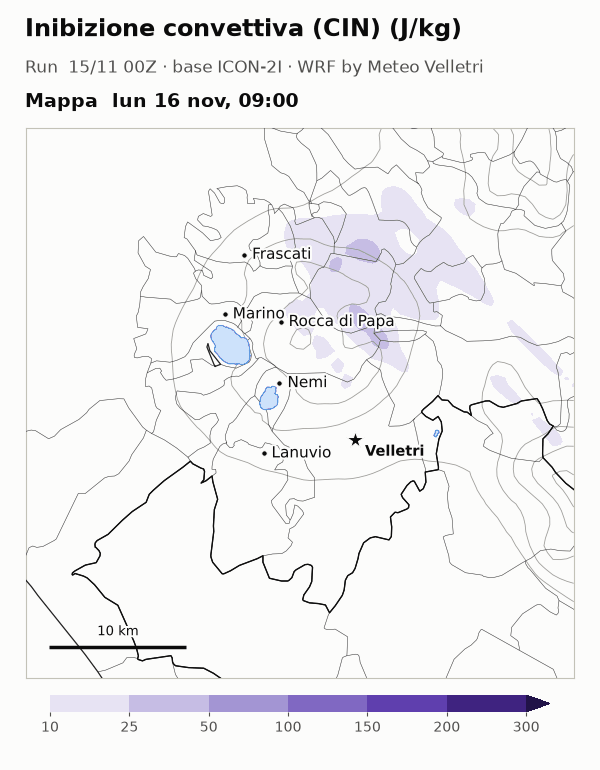 Inibizione convettiva (CIN) (J/kg)
Run  15/11 00Z · base ICON-2I · WRF by Meteo Velletri
Mappa  lun 16 nov, 09:00
Frascati
Marino
Rocca di Papa
Nemi
Velletri
Lanuvio
10 km
10 25 50 100 150 200 300